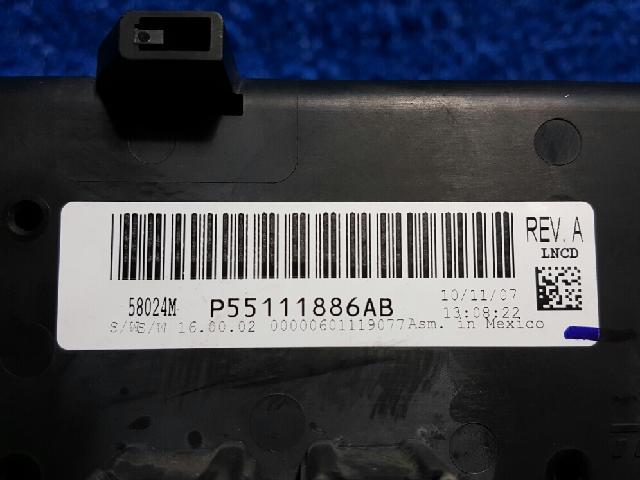 REV. A
LNCD
58024M P55111886AB 10/11/07
13:08:22
16.00.02 00000601119077Asm. in Mexico